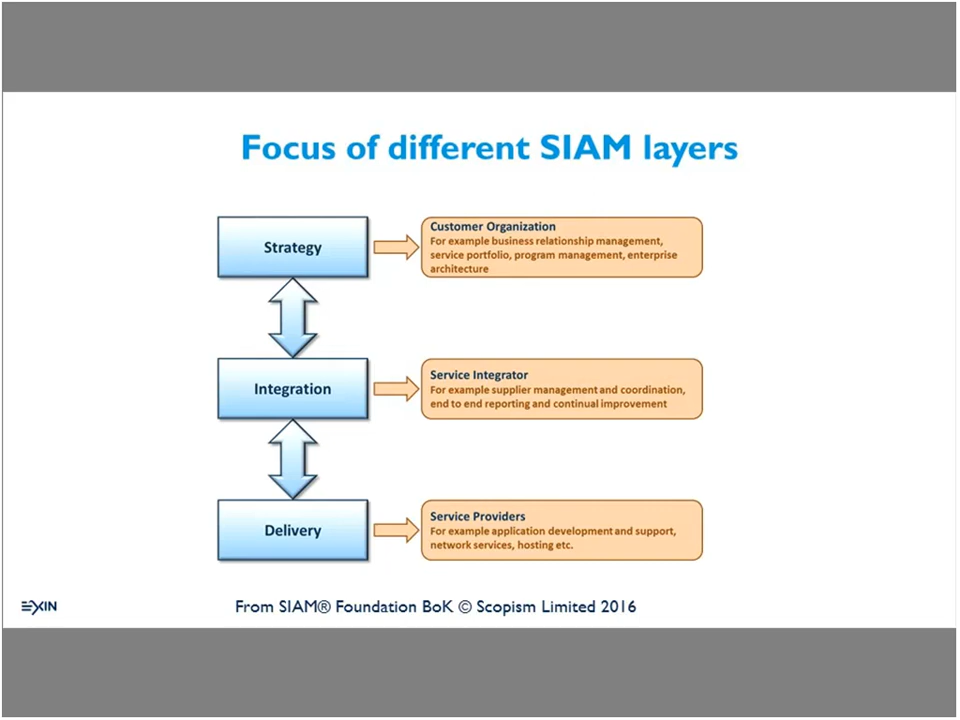 Focus of different SIAM layers
Strategy
Customer Organization
For example business relationship management,
service portfolio, program management, enterprise
architecture
Integration
Service Integrator
For example supplier management and coordination,
end to end reporting and continual improvement
Delivery
Service Providers
For example application development and support,
network services, hosting etc.
EXIN
From SIAM® Foundation BoK © Scopism Limited 2016